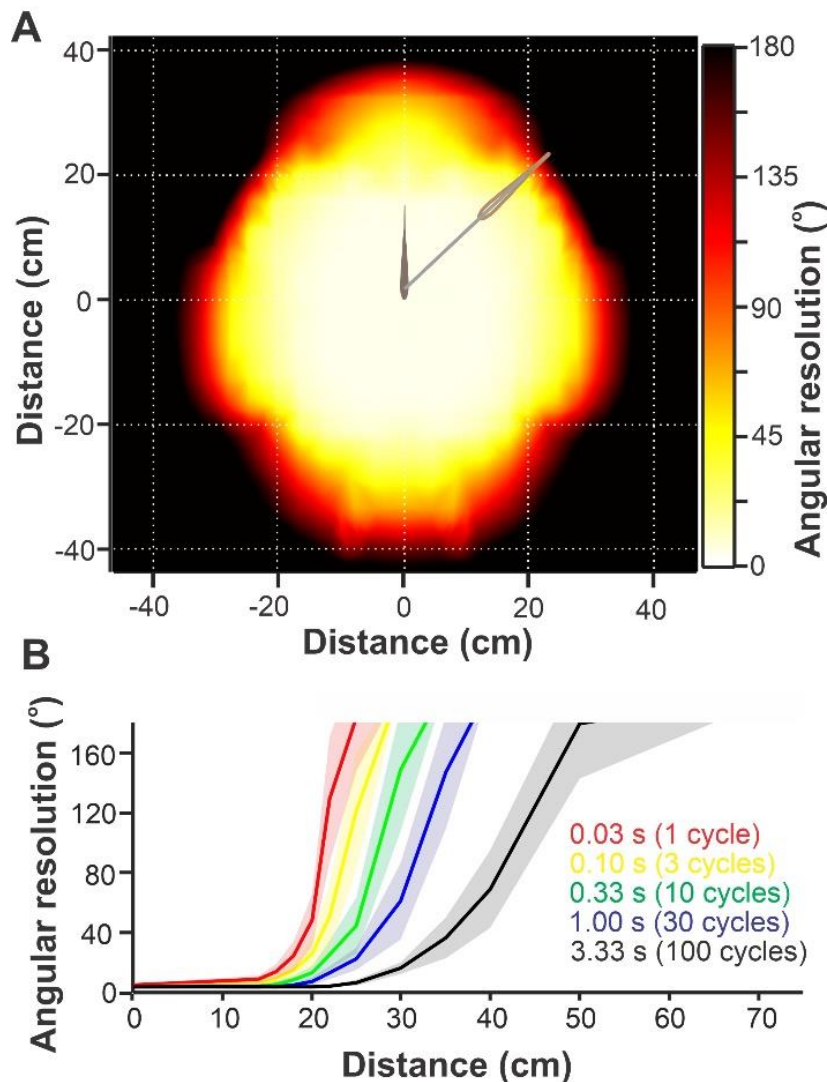 A
40
20
0
-20
-40
Distance (cm)
-40 -20 0 20 40
Distance (cm)
180
135
90
45
0
Angular resolution (°)
B
160
120
80
40
0
Angular resolution (°)
0.03 s (1 cycle)
0.10 s (3 cycles)
0.33 s (10 cycles)
1.00 s (30 cycles)
3.33 s (100 cycles)
0 10 20 30 40 50 60 70
Distance (cm)